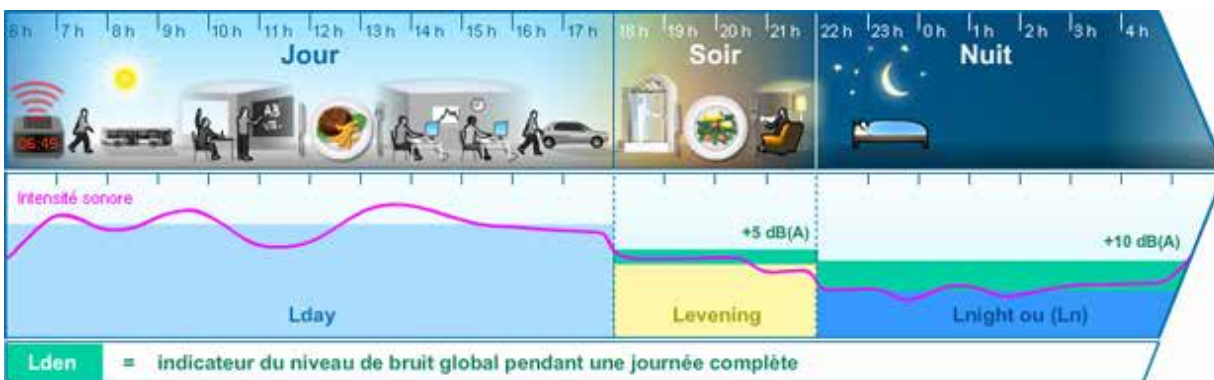 6 h 7 h 8 h 9 h 10 h 11 h 12 h 13 h 14 h 15 h 16 h 17 h 18 h 19 h 20 h 21 h 22 h 23 h 0 h 1 h 2 h 3 h 4 h
Jour Soir Nuit
06:45
Intensité sonore
+5 dB(A)
+10 dB(A)
Lday Levening Lnight ou (Ln)
Lden = indicateur du niveau de bruit global pendant une journée complète